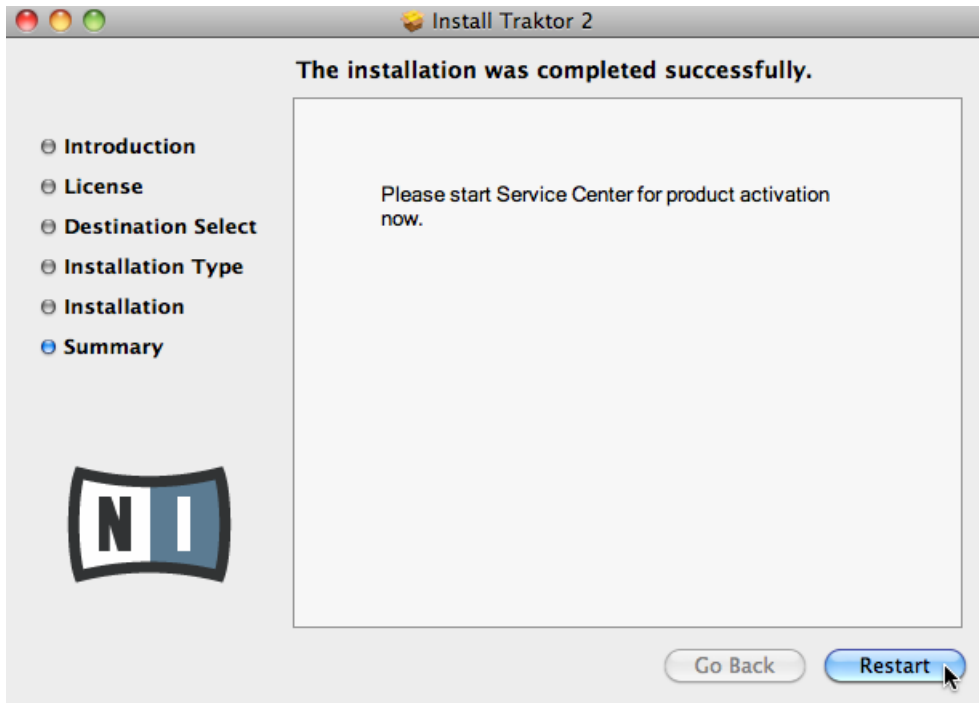 Install Traktor 2
The installation was completed successfully.
Introduction
License
Destination Select
Installation Type
Installation
Summary
Please start Service Center for product activation
now.
NI
Go Back
Restart